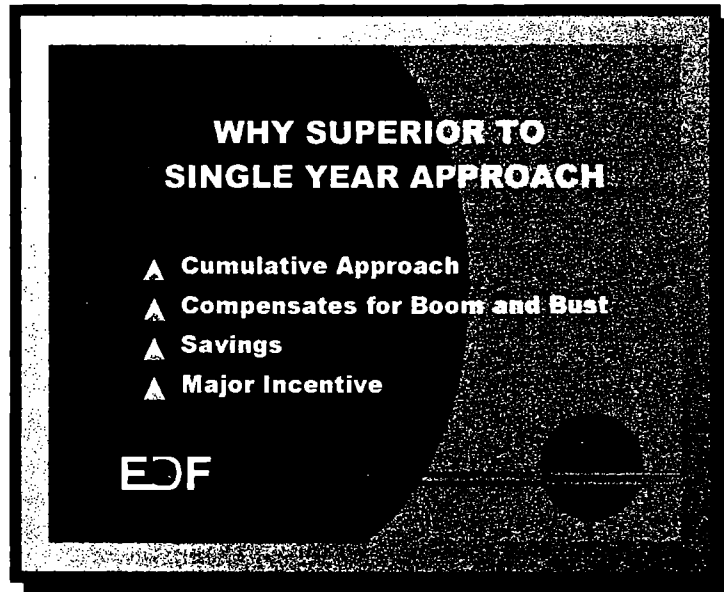 WHY SUPERIOR TO
SINGLE YEAR APPROACH
Cumulative Approach
Compensates for Boom and Bust
Savings
Major Incentive
EDF